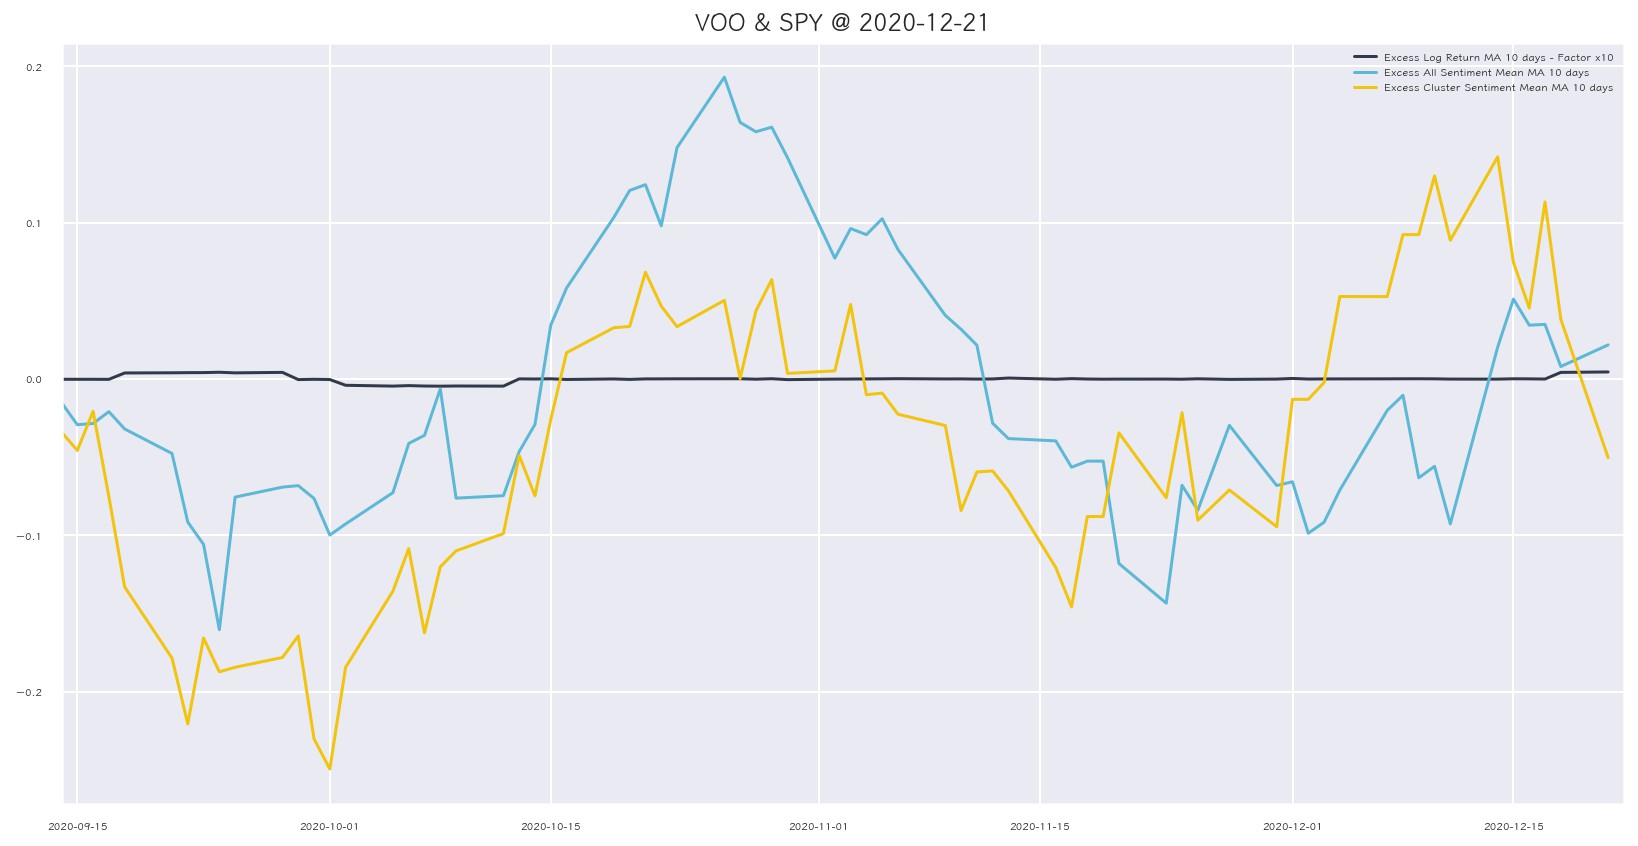 VOO & SPY @ 2020-12-21
Excess Log Return MA 10 days - Factor x10
Excess All Sentiment Mean MA 10 days
Excess Cluster Sentiment Mean MA 10 days
0.2
0.1
0.0
−0.1
−0.2
2020-09-15 2020-10-01 2020-10-15 2020-11-01 2020-11-15 2020-12-01 2020-12-15